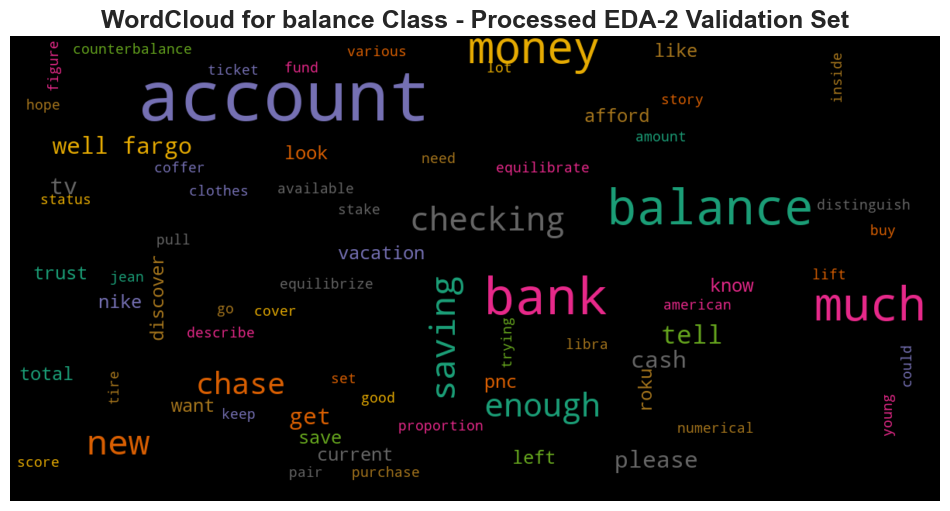 WordCloud for balance Class - Processed EDA-2 Validation Set
figure
counterbalance
various
money
like
ticket
fund
lot
inside
account
hope
story
afford
amount
well fargo
look
need
equilibrate
coffer
tv
status
clothes
available
stake
checking
balance
distinguish
buy
pull
vacation
trust
jean
discover
equilibrize
saving
bank
know
lift
nike
go
cover
american
much
describe
trying
tell
libra
cash
could
total
tire
chase
set
pnc
roku
want
keep
good
get
enough
young
new
save
proportion
numerical
score
current
left
please
pair
purchase